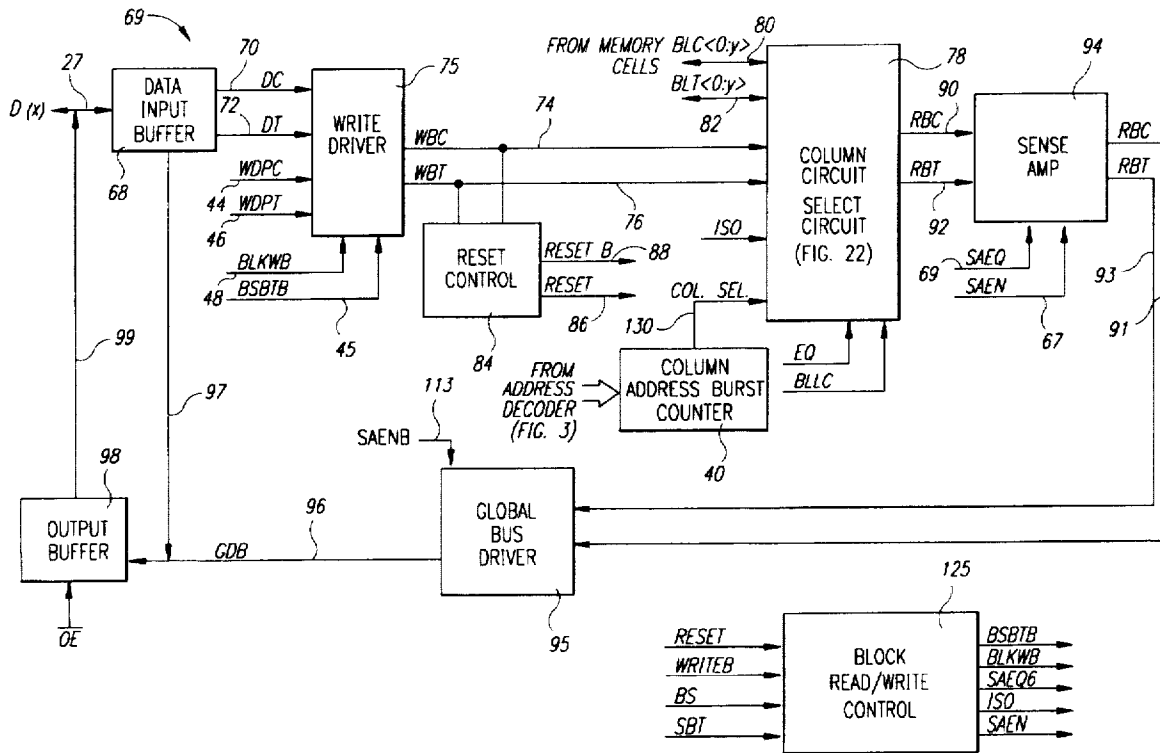 69
27
70
DC
D (x)
DATA
INPUT
BUFFER
72
DT
68
75
WRITE
DRIVER
WDPC
44
WDPT
46
BLKWB
48
BSBTB
45
WBC
74
WBT
76
RESET
CONTROL
84
RESET B
88
RESET
86
FROM MEMORY
CELLS
BLC<0:y>
80
BLT<0:y>
82
78
COLUMN
CIRCUIT
SELECT
CIRCUIT
(FIG. 22)
ISO
COL. SEL.
130
EQ
BLLC
FROM
ADDRESS
DECODER
(FIG. 3)
COLUMN
ADDRESS BURST
COUNTER
40
90
RBC
RBT
92
94
SENSE
AMP
RBC
RBT
SAEQ
69
SAEN
67
93
91
99
97
113
SAENB
98
OUTPUT
BUFFER
OE
GDB
96
GLOBAL
BUS
DRIVER
95
125
RESET
WRITEB
BS
SBT
BLOCK
READ/WRITE
CONTROL
BSBTB
BLKWB
SAEQ6
ISO
SAEN